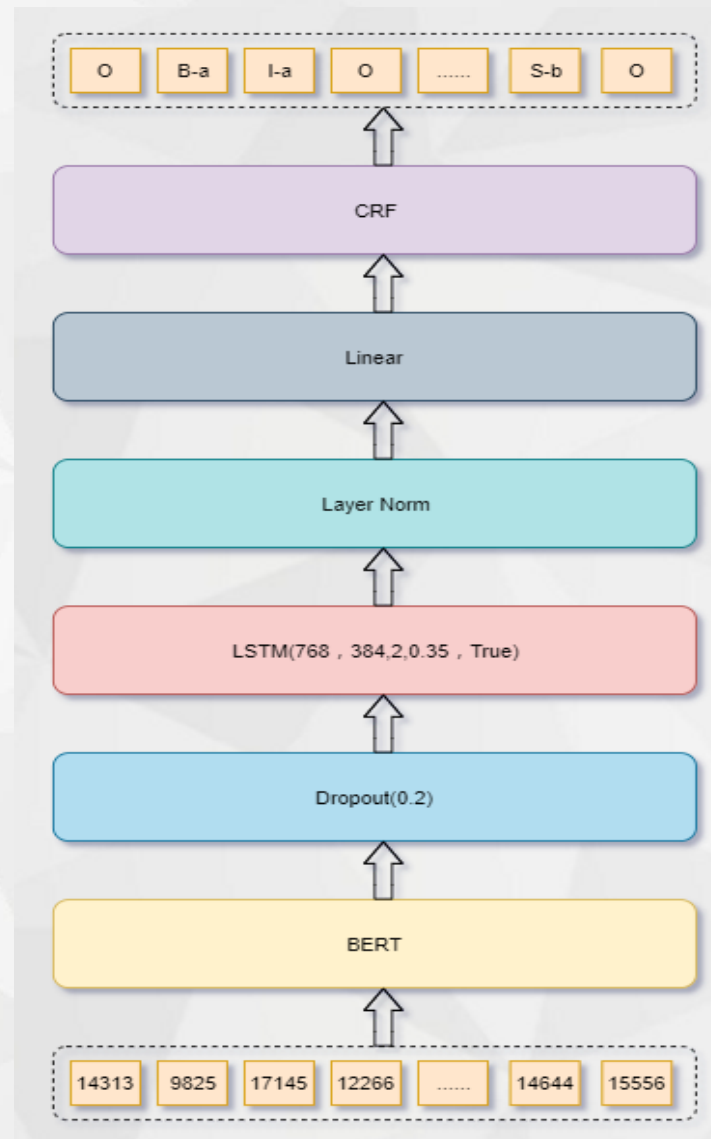 O B-a I-a O ...... S-b O
CRF
Linear
Layer Norm
LSTM(768，384,2,0.35，True)
Dropout(0.2)
BERT
14313 9825 17145 12266 ...... 14644 15556